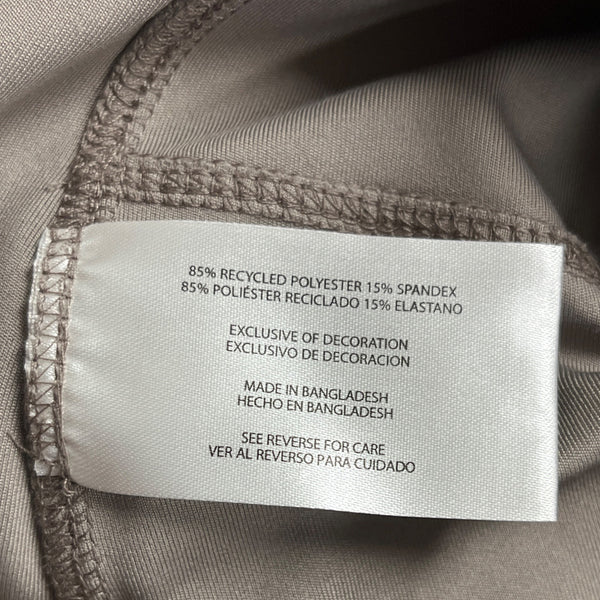 85% RECYCLED POLYESTER 15% SPANDEX
85% POLIÉSTER RECICLADO 15% ELASTANO
EXCLUSIVE OF DECORATION
EXCLUSIVO DE DECORACION
MADE IN BANGLADESH
HECHO EN BANGLADESH
SEE REVERSE FOR CARE
VER AL REVERSO PARA CUIDADO